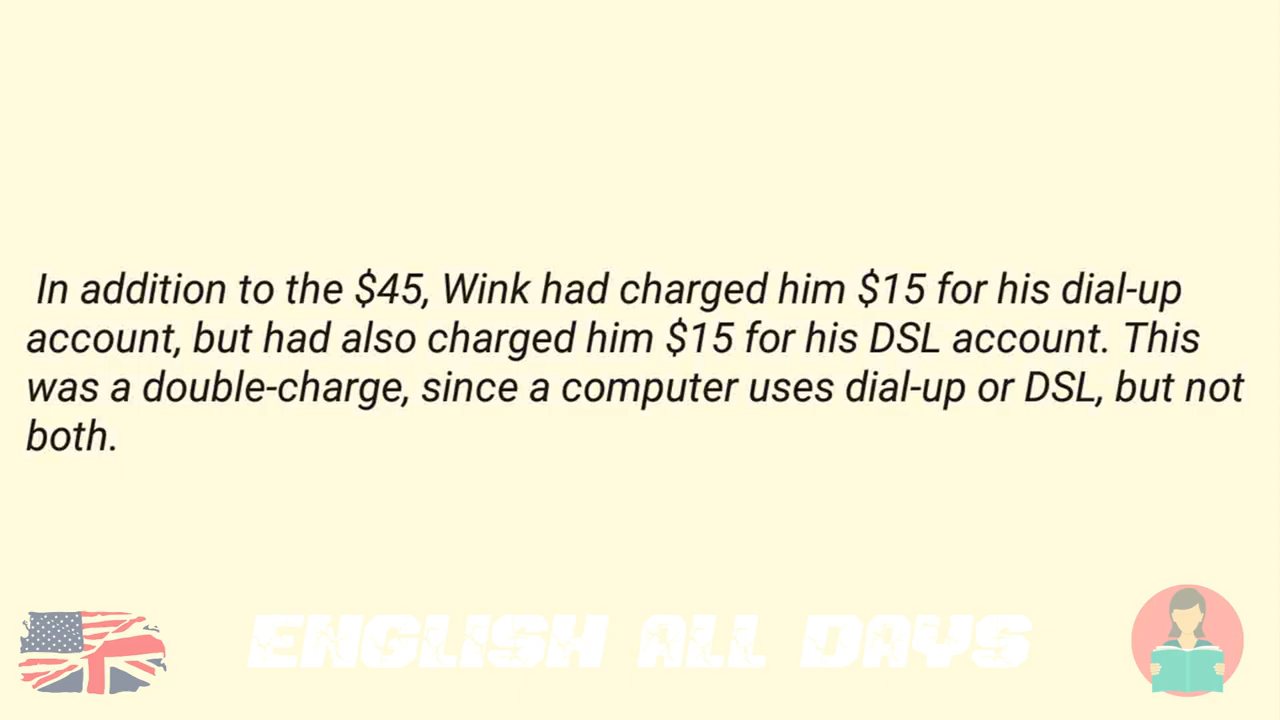 In addition to the $45, Wink had charged him $15 for his dial-up
account, but had also charged him $15 for his DSL account. This
was a double-charge, since a computer uses dial-up or DSL, but not
both.
ENGLISH ALL DAYS